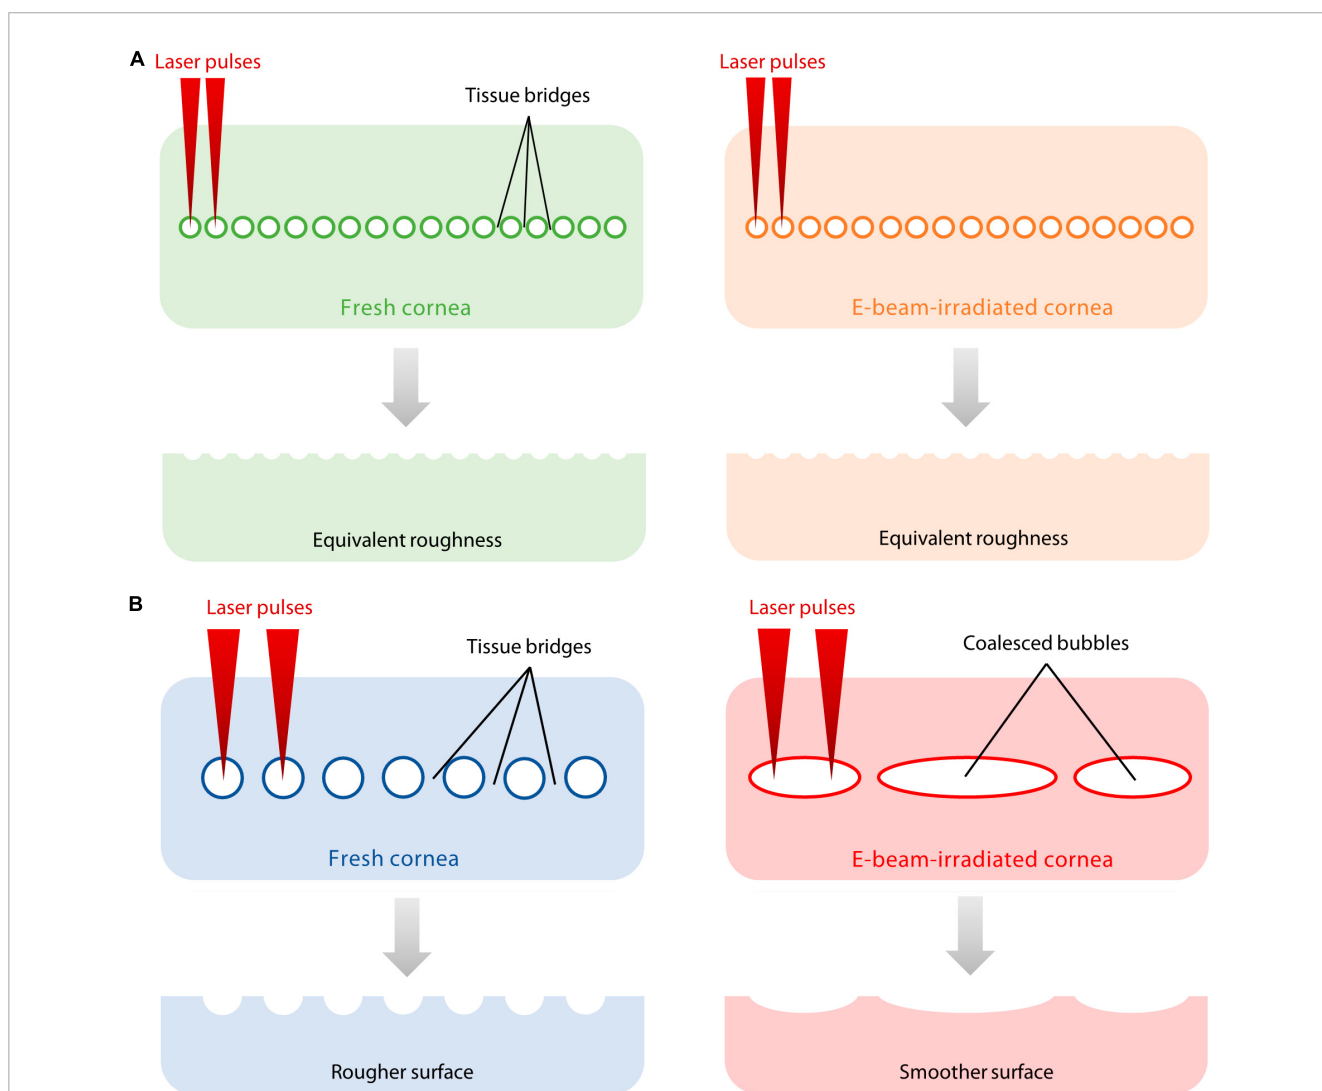 A
Laser pulses
Tissue bridges
Fresh cornea
Laser pulses
E-beam-irradiated cornea
Equivalent roughness
Equivalent roughness
B
Laser pulses
Tissue bridges
Fresh cornea
Laser pulses
Coalesced bubbles
E-beam-irradiated cornea
Rougher surface
Smoother surface